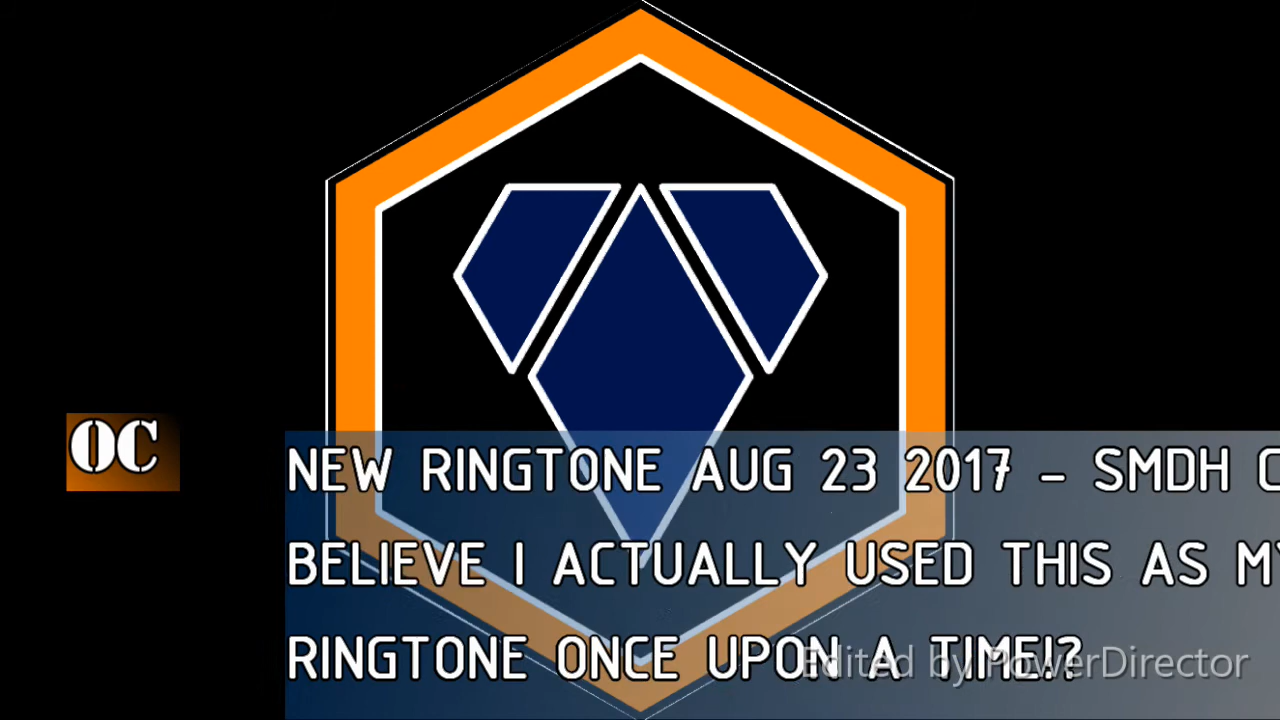 OC
NEW RINGTONE AUG 23 2017 - SMDH
BELIEVE I ACTUALLY USED THIS AS
RINGTONE ONCE UPON A TIME!?
Edited by PowerDirector